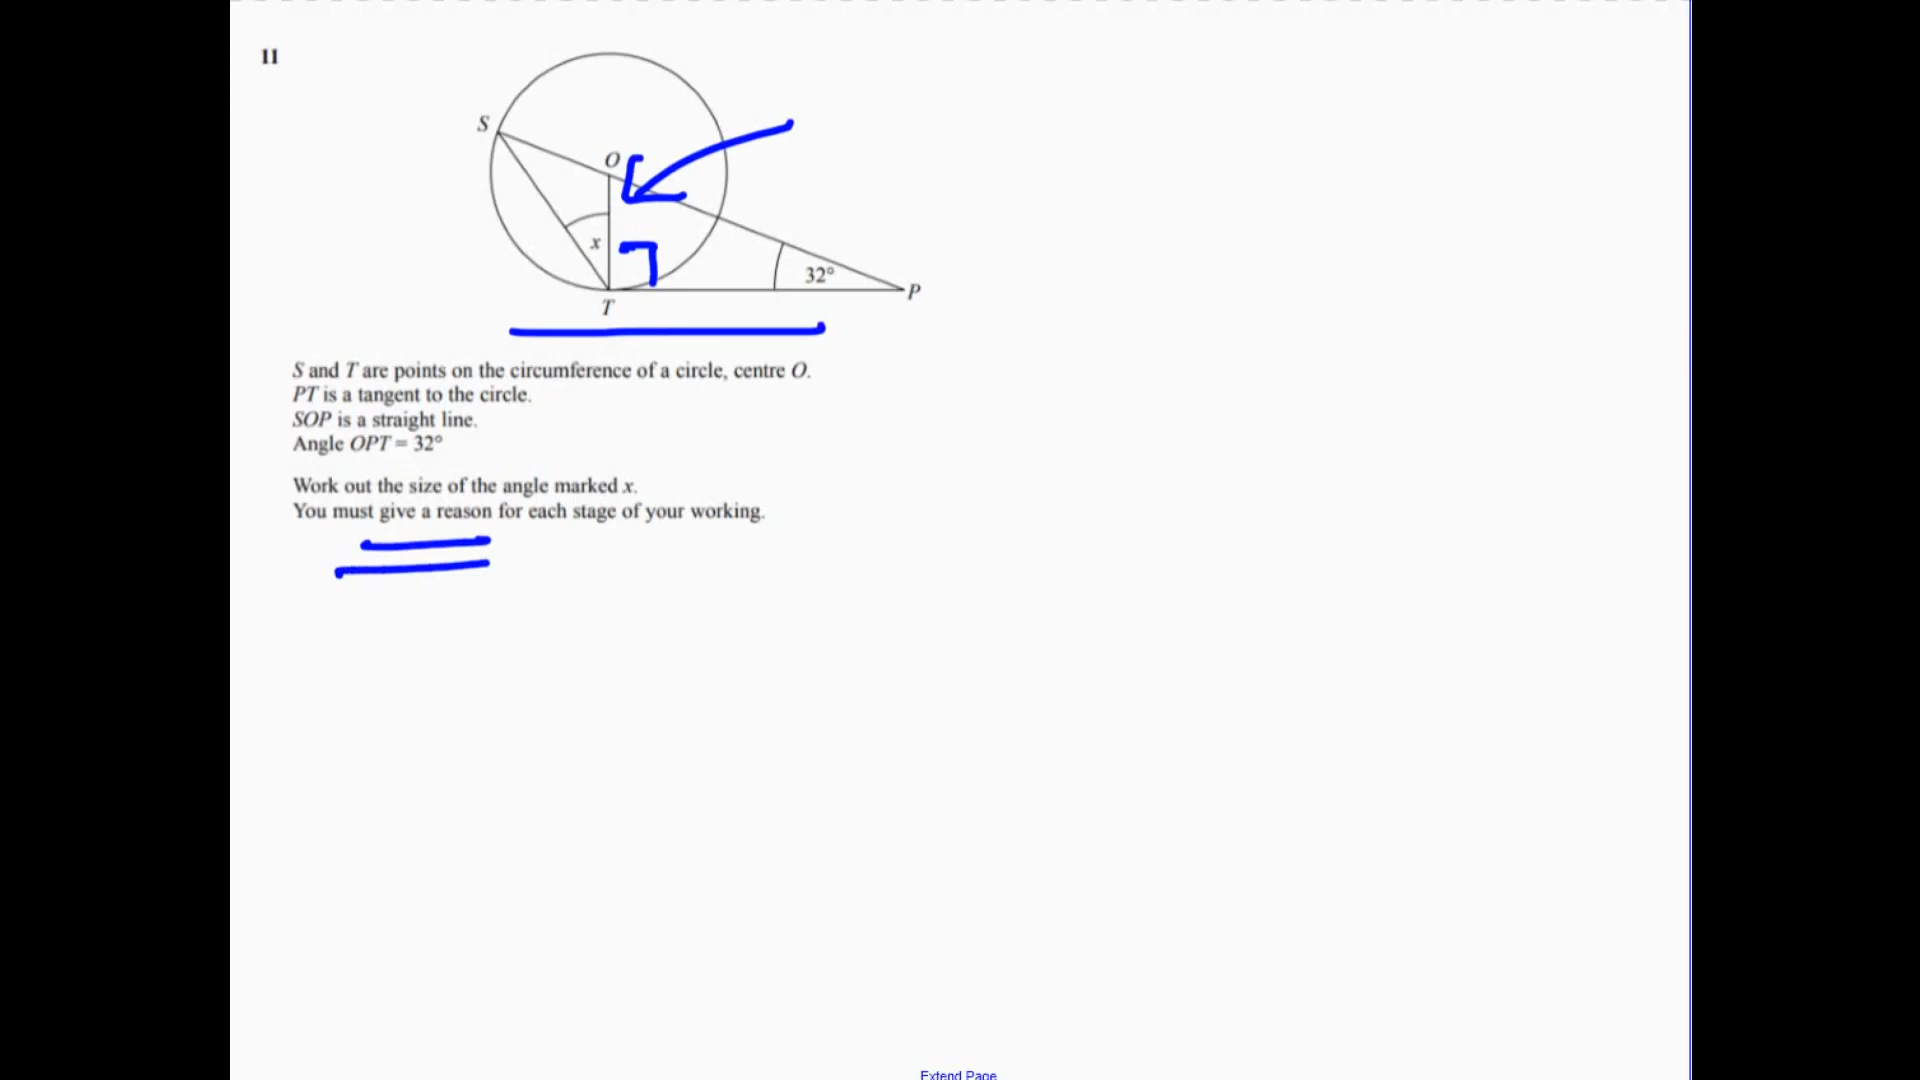 11
S
O
x
32°
T
P
S and T are points on the circumference of a circle, centre O.
PT is a tangent to the circle.
SOP is a straight line.
Angle OPT = 32°
Work out the size of the angle marked x.
You must give a reason for each stage of your working.
Extend Page